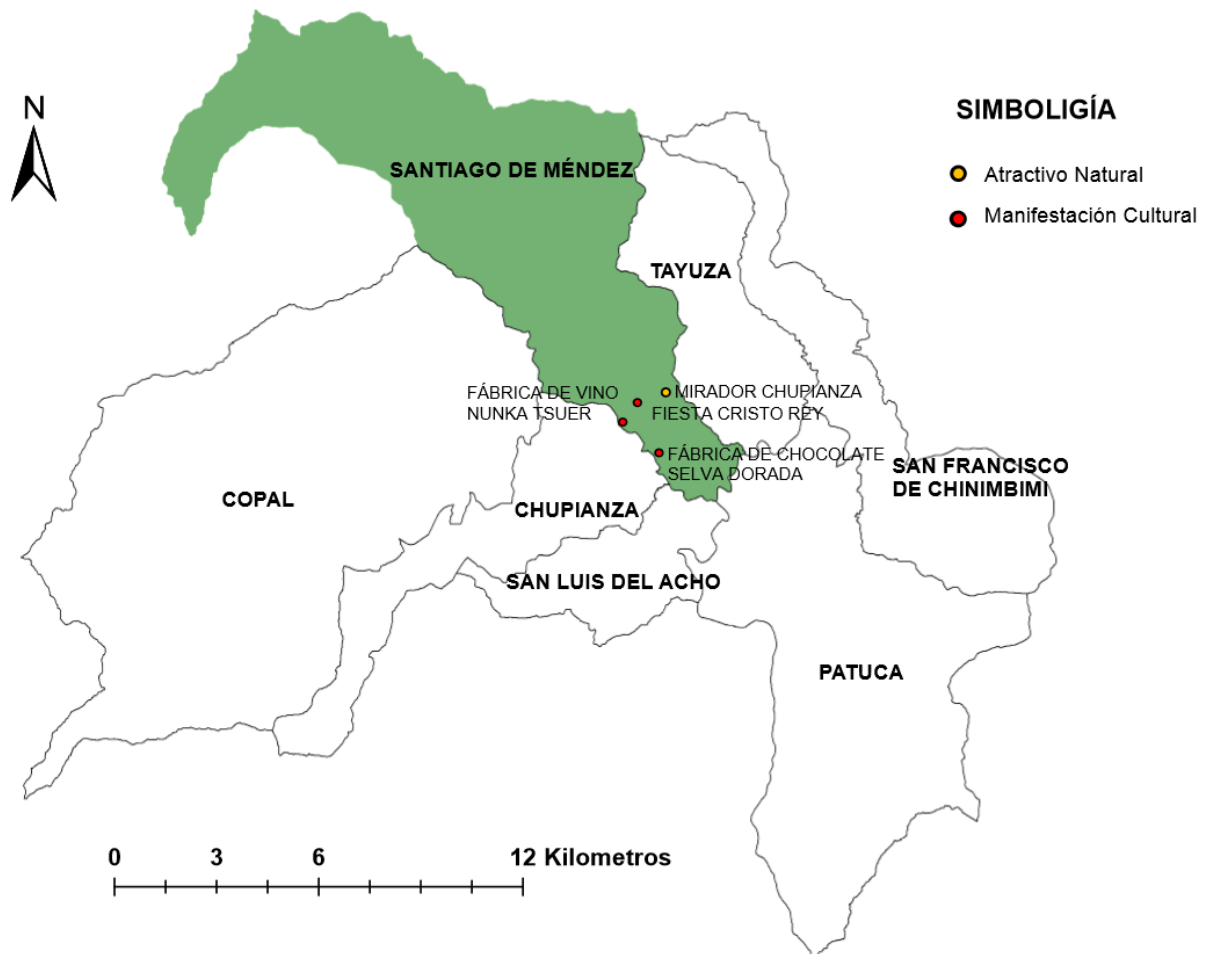 N
SIMBOLIGÍA
Atractivo Natural
Manifestación Cultural
SANTIAGO DE MÉNDEZ
TAYUZA
FÁBRICA DE VINO
NUNKA TSUER
MIRADOR CHUPIANZA
FIESTA CRISTO REY
FÁBRICA DE CHOCOLATE
SELVA DORADA
SAN FRANCISCO
DE CHINIMBIMI
COPAL
CHUPIANZA
SAN LUIS DEL ACHO
PATUCA
0 3 6 12 Kilometros